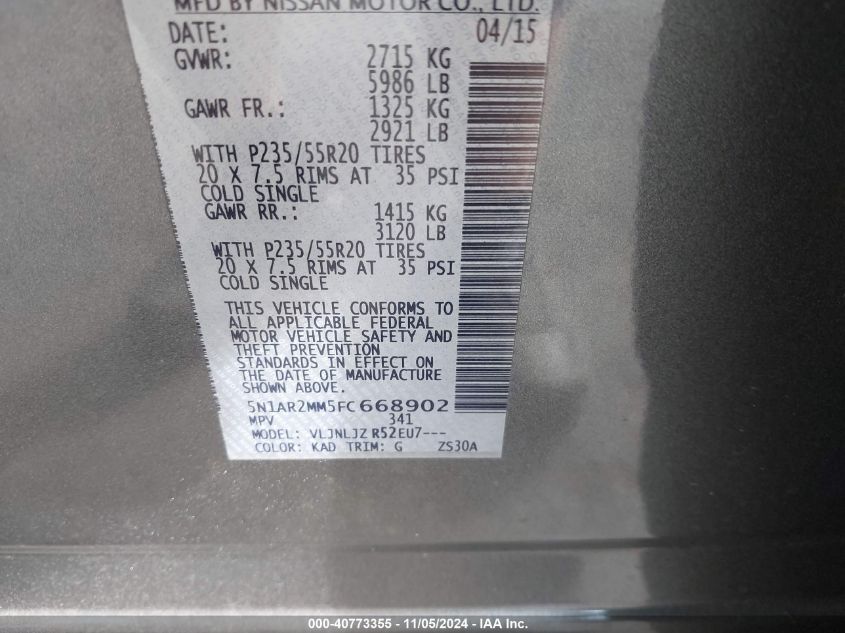 MFD BY NISSAN MOTOR CO., LTD.
DATE: 04/15
GVWR: 2715 KG
5986 LB
GAWR FR.: 1325 KG
2921 LB
WITH P235/55R20 TIRES
20 X 7.5 RIMS AT 35 PSI
COLD SINGLE
GAWR RR.: 1415 KG
3120 LB
WITH P235/55R20 TIRES
20 X 7.5 RIMS AT 35 PSI
COLD SINGLE
THIS VEHICLE CONFORMS TO
ALL APPLICABLE FEDERAL
MOTOR VEHICLE SAFETY AND
THEFT PREVENTION
STANDARDS IN EFFECT ON
THE DATE OF MANUFACTURE
SHOWN ABOVE.
5N1AR2MM5FC668902
MPV 341
MODEL: VLJNLJZ R52EU7---
COLOR: KAD TRIM: G ZS30A
000-40773355 - 11/05/2024 - IAA Inc.